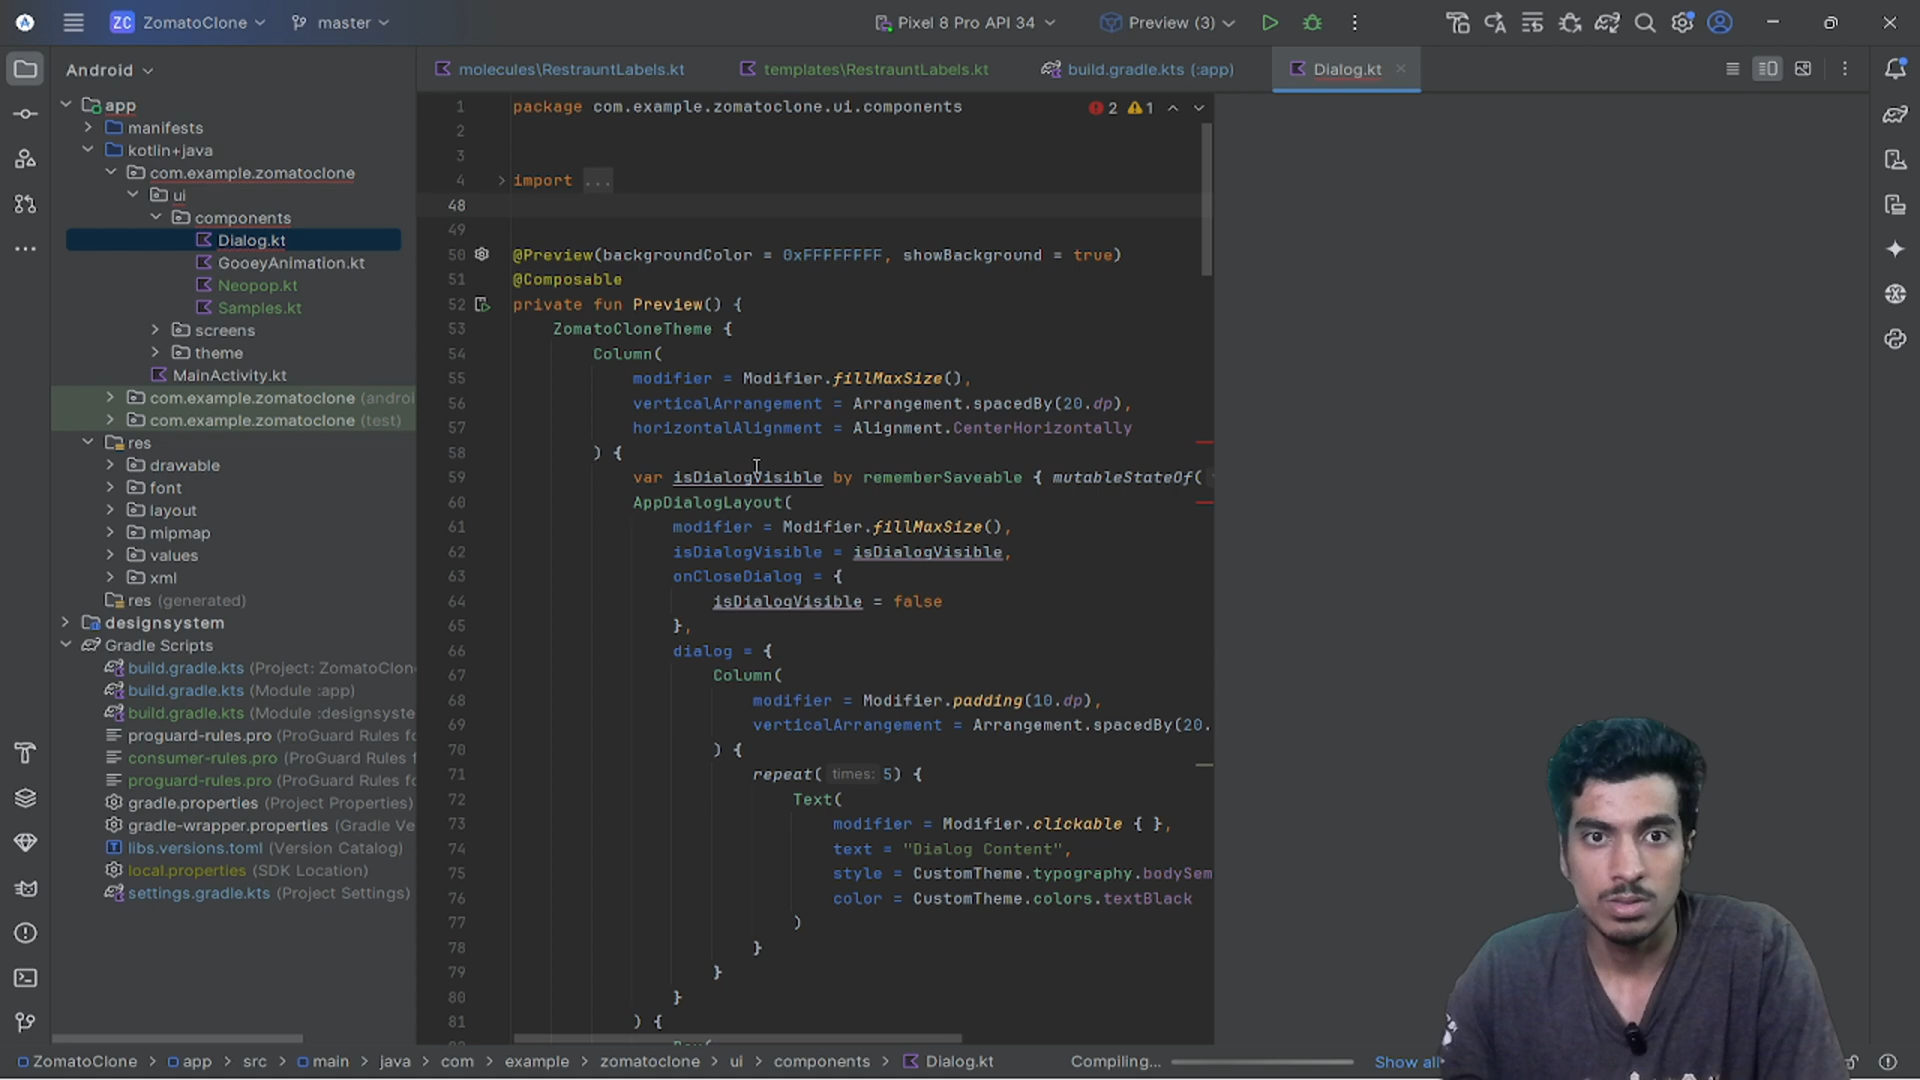 ZC ZomatoClone master Pixel 8 Pro API 34 Preview (3)
Android
molecules\RestrauntLabels.kt templates\RestrauntLabels.kt build.gradle.kts (:app) Dialog.kt
app
manifests
kotlin+java
com.example.zomatoclone
ui
components
Dialog.kt
GooeyAnimation.kt
Neopop.kt
Samples.kt
screens
theme
MainActivity.kt
com.example.zomatoclone (androi
com.example.zomatoclone (test)
res
drawable
font
layout
mipmap
values
xml
res (generated)
designsystem
Gradle Scripts
build.gradle.kts (Project: ZomatoClon
build.gradle.kts (Module :app)
build.gradle.kts (Module :designsyste
proguard-rules.pro (ProGuard Rules fo
consumer-rules.pro (ProGuard Rules f
proguard-rules.pro (ProGuard Rules fo
gradle.properties (Project Properties)
gradle-wrapper.properties (Gradle Ve
libs.versions.toml (Version Catalog)
local.properties (SDK Location)
settings.gradle.kts (Project Settings)
1 package com.example.zomatoclone.ui.components 2 1
2
3
4 import ...
48
49
50 @Preview(backgroundColor = 0xFFFFFFFF, showBackground = true)
51 @Composable
52 private fun Preview() {
53 ZomatoCloneTheme {
54 Column(
55 modifier = Modifier.fillMaxSize(),
56 verticalArrangement = Arrangement.spacedBy(20.dp),
57 horizontalAlignment = Alignment.CenterHorizontally
58 ) {
59 var isDialogVisible by rememberSaveable { mutableStateOf(
60 AppDialogLayout(
61 modifier = Modifier.fillMaxSize(),
62 isDialogVisible = isDialogVisible,
63 onCloseDialog = {
64 isDialogVisible = false
65 },
66 dialog = {
67 Column(
68 modifier = Modifier.padding(10.dp),
69 verticalArrangement = Arrangement.spacedBy(20.
70 ) {
71 repeat( times: 5) {
72 Text(
73 modifier = Modifier.clickable { },
74 text = "Dialog Content",
75 style = CustomTheme.typography.bodySem
76 color = CustomTheme.colors.textBlack
77 )
78 }
79 }
80 }
81 ) {
ZomatoClone > app > src > main > java > com > example > zomatoclone > ui > components > Dialog.kt Compiling... Show all